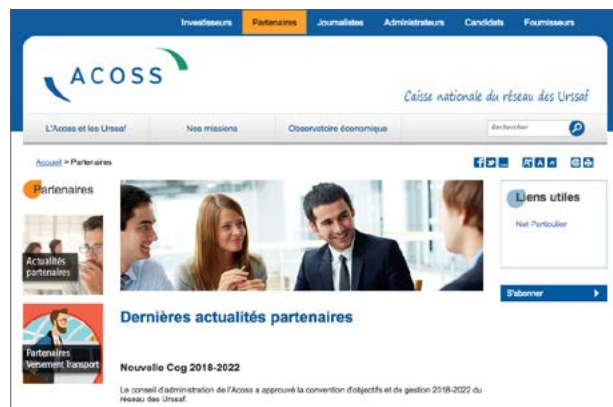 Investisseurs Partenaires Journalistes Administrateurs Candidats Fournisseurs
ACOSS
Caisse nationale du réseau des Urssaf
L'Acoss et les Urssaf Nos missions Observatoire économique Rechercher
Accueil > Partenaires
Partenaires
Liens utiles
Net-Particulier
Actualités
partenaires
S'abonner
Dernières actualités partenaires
Partenaires
Versement Transport
Nouvelle Cog 2018-2022
Le conseil d'administration de l'Acoss a approuvé la convention d'objectifs et de gestion 2018-2022 du
réseau des Urssaf.